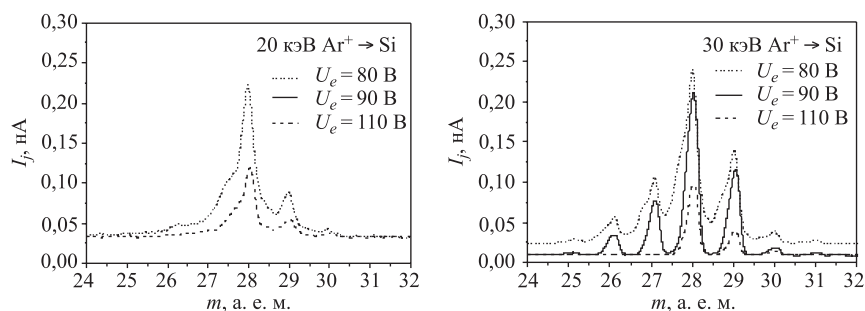 20 кэВ Ar⁺ → Si
U_e = 80 В
U_e = 90 В
U_e = 110 В
I_j, нА
0,30
0,25
0,20
0,15
0,10
0,05
0,00
24 25 26 27 28 29 30 31 32
m, а. е. м.
30 кэВ Ar⁺ → Si
U_e = 80 В
U_e = 90 В
U_e = 110 В
I_j, нА
0,30
0,25
0,20
0,15
0,10
0,05
0,00
24 25 26 27 28 29 30 31 32
m, а. е. м.